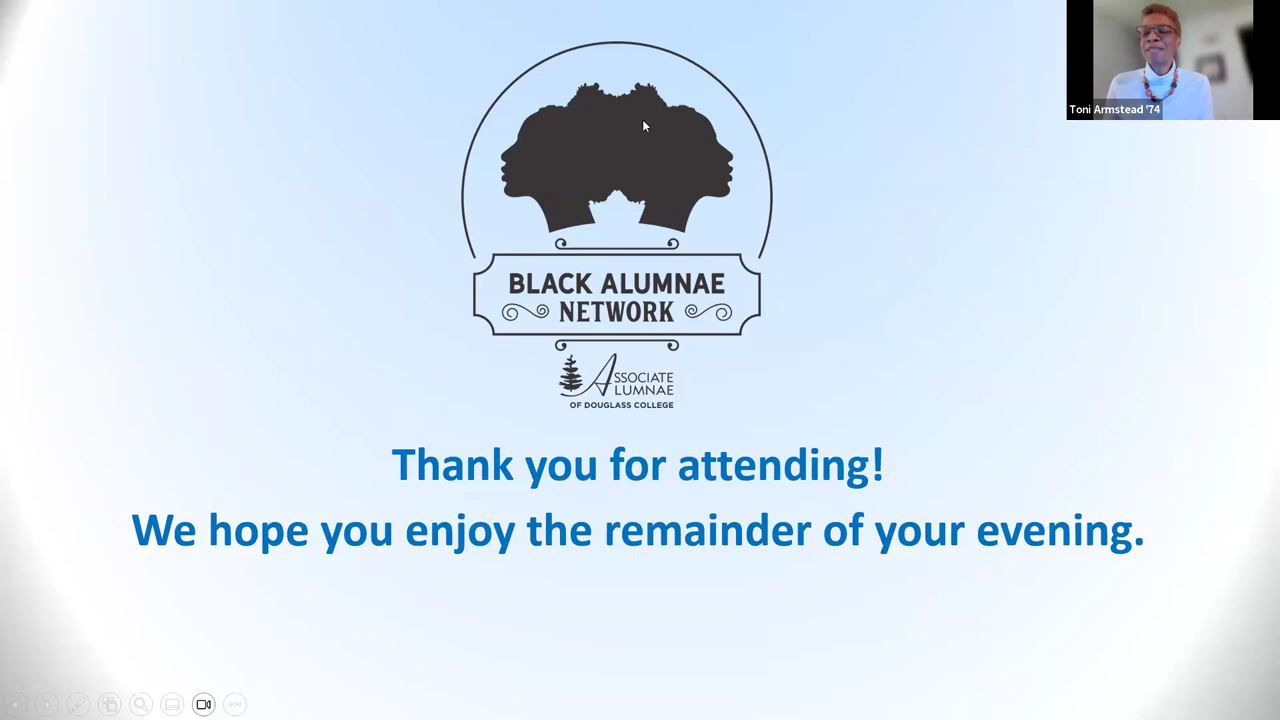 Toni Armstead '74
BLACK ALUMNAE
NETWORK
ASSOCIATE
ALUMNAE
OF DOUGLASS COLLEGE
Thank you for attending!
We hope you enjoy the remainder of your evening.